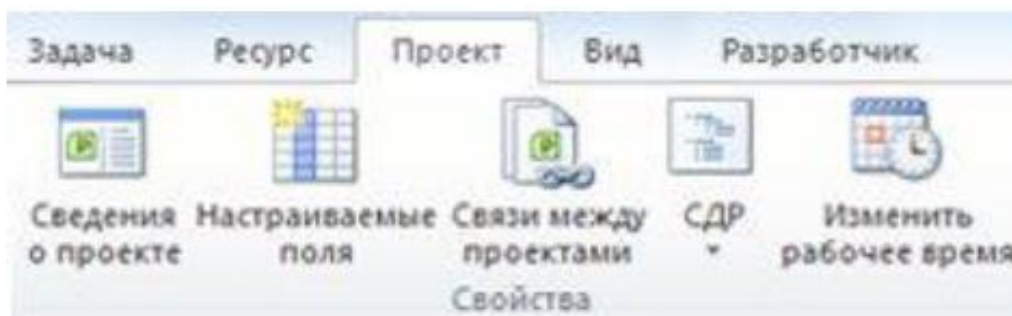 Задача Ресурс Проект Вид Разработчик
Сведения о проекте
Настраиваемые поля
Связи между проектами
СДР
Изменить рабочее время
Свойства